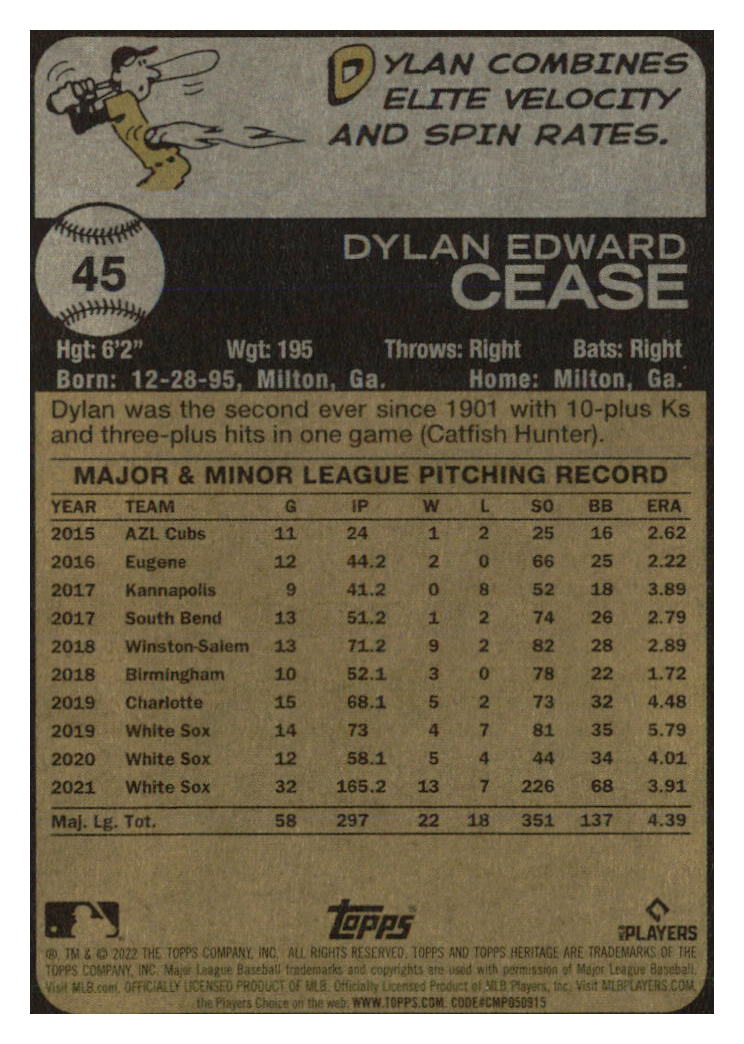 DYLAN COMBINES
ELITE VELOCITY
AND SPIN RATES.
45
DYLAN EDWARD
CEASE
Hgt: 6'2" Wgt: 195 Throws: Right Bats: Right
Born: 12-28-95, Milton, Ga. Home: Milton, Ga.
Dylan was the second ever since 1901 with 10-plus Ks
and three-plus hits in one game (Catfish Hunter).
MAJOR & MINOR LEAGUE PITCHING RECORD
YEAR TEAM G IP W L SO BB ERA
2015 AZL Cubs 11 24 1 2 25 16 2.62
2016 Eugene 12 44.2 2 0 66 25 2.22
2017 Kannapolis 9 41.2 0 8 52 18 3.89
2017 South Bend 13 51.2 1 2 74 26 2.79
2018 Winston-Salem 13 71.2 9 2 82 28 2.89
2018 Birmingham 10 52.1 3 0 78 22 1.72
2019 Charlotte 15 68.1 5 2 73 32 4.48
2019 White Sox 14 73 4 7 81 35 5.79
2020 White Sox 12 58.1 5 4 44 34 4.01
2021 White Sox 32 165.2 13 7 226 68 3.91
Maj. Lg. Tot. 58 297 22 18 351 137 4.39
Topps
MLB PLAYERS
®, TM & © 2022 THE TOPPS COMPANY, INC. ALL RIGHTS RESERVED. TOPPS AND TOPPS HERITAGE ARE TRADEMARKS OF THE
TOPPS COMPANY, INC. Major League Baseball trademarks and copyrights are used with permission of Major League Baseball.
Visit MLB.com. OFFICIALLY LICENSED PRODUCT OF MLB Players, Inc. Visit MLBPLAYERS.COM,
the Players Choice on the web. WWW.TOPPS.COM. CODE#CMP050915